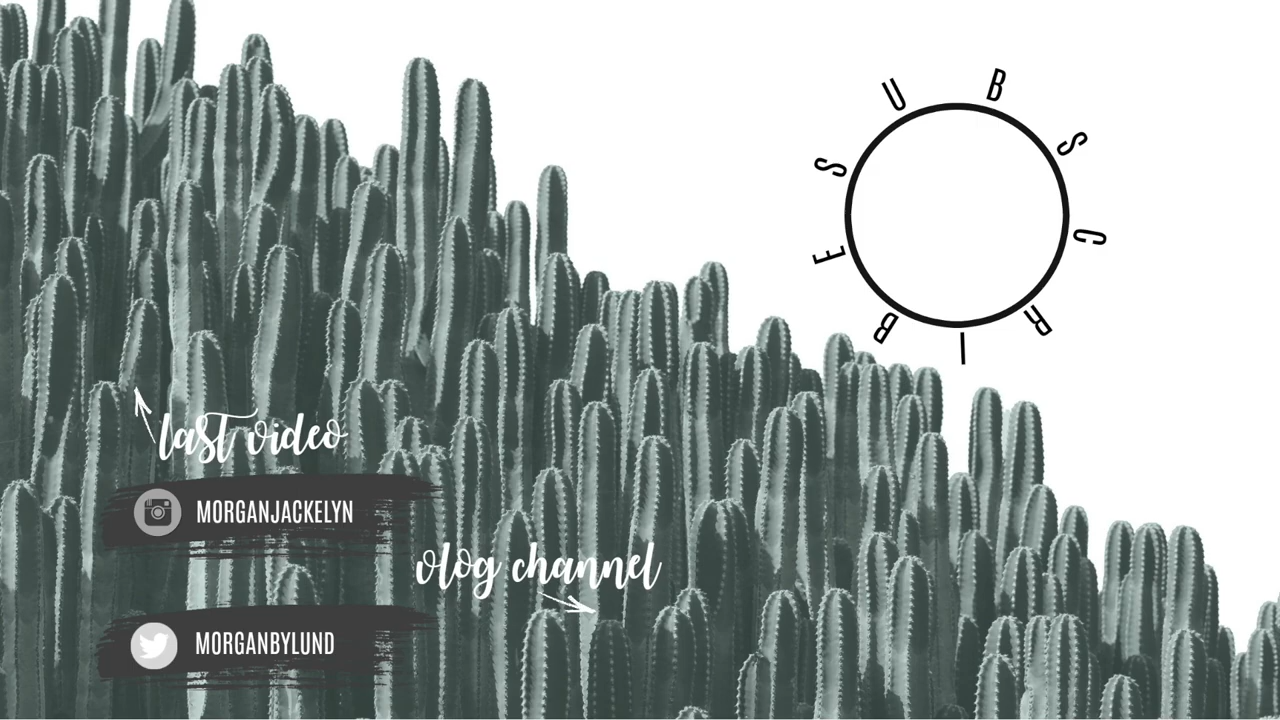 SUBSCRIBE
last video
MORGANJACKELYN
vlog channel
MORGANBYLUND